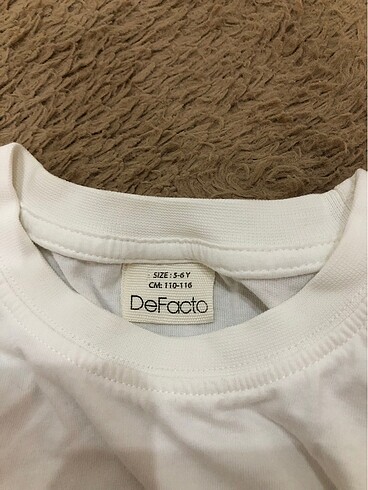 SIZE : 5-6 Y
CM: 110-116
DeFacto